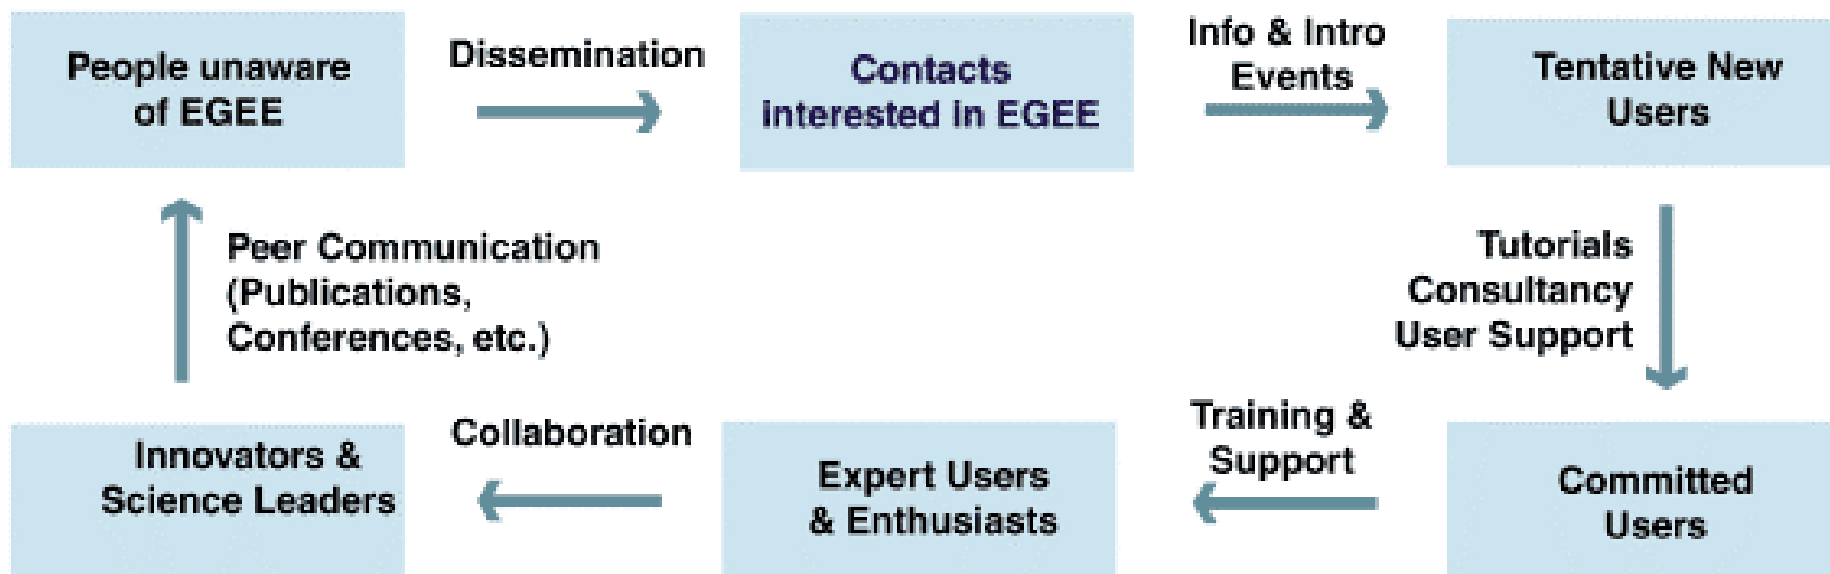 People unaware
of EGEE
Dissemination
Contacts
interested in EGEE
Info & Intro
Events
Tentative New
Users
Peer Communication
(Publications,
Conferences, etc.)
Tutorials
Consultancy
User Support
Innovators &
Science Leaders
Collaboration
Expert Users
& Enthusiasts
Training &
Support
Committed
Users